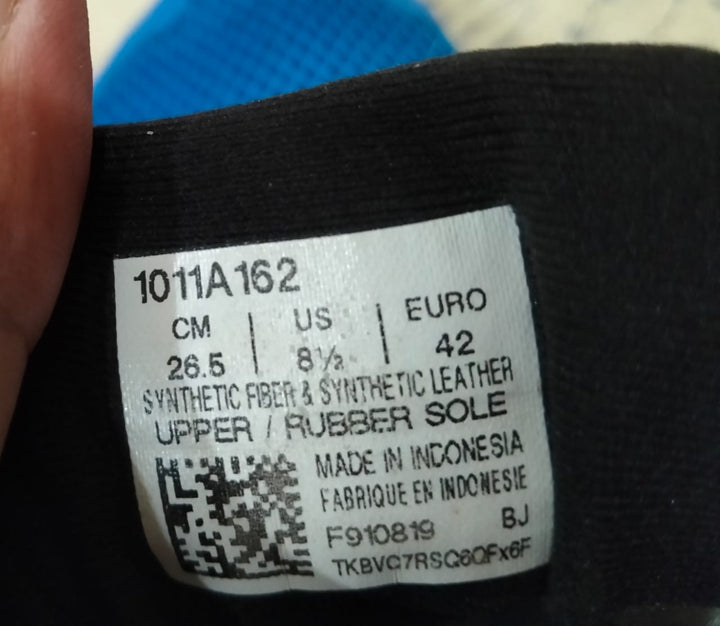 1011A162
CM | US | EURO
26.5 | 8½ | 42
SYNTHETIC FIBER & SYNTHETIC LEATHER
UPPER / RUBBER SOLE
MADE IN INDONESIA
FABRIQUE EN INDONESIE
F910819 BJ
TKBVC7RSQ6QFx6F